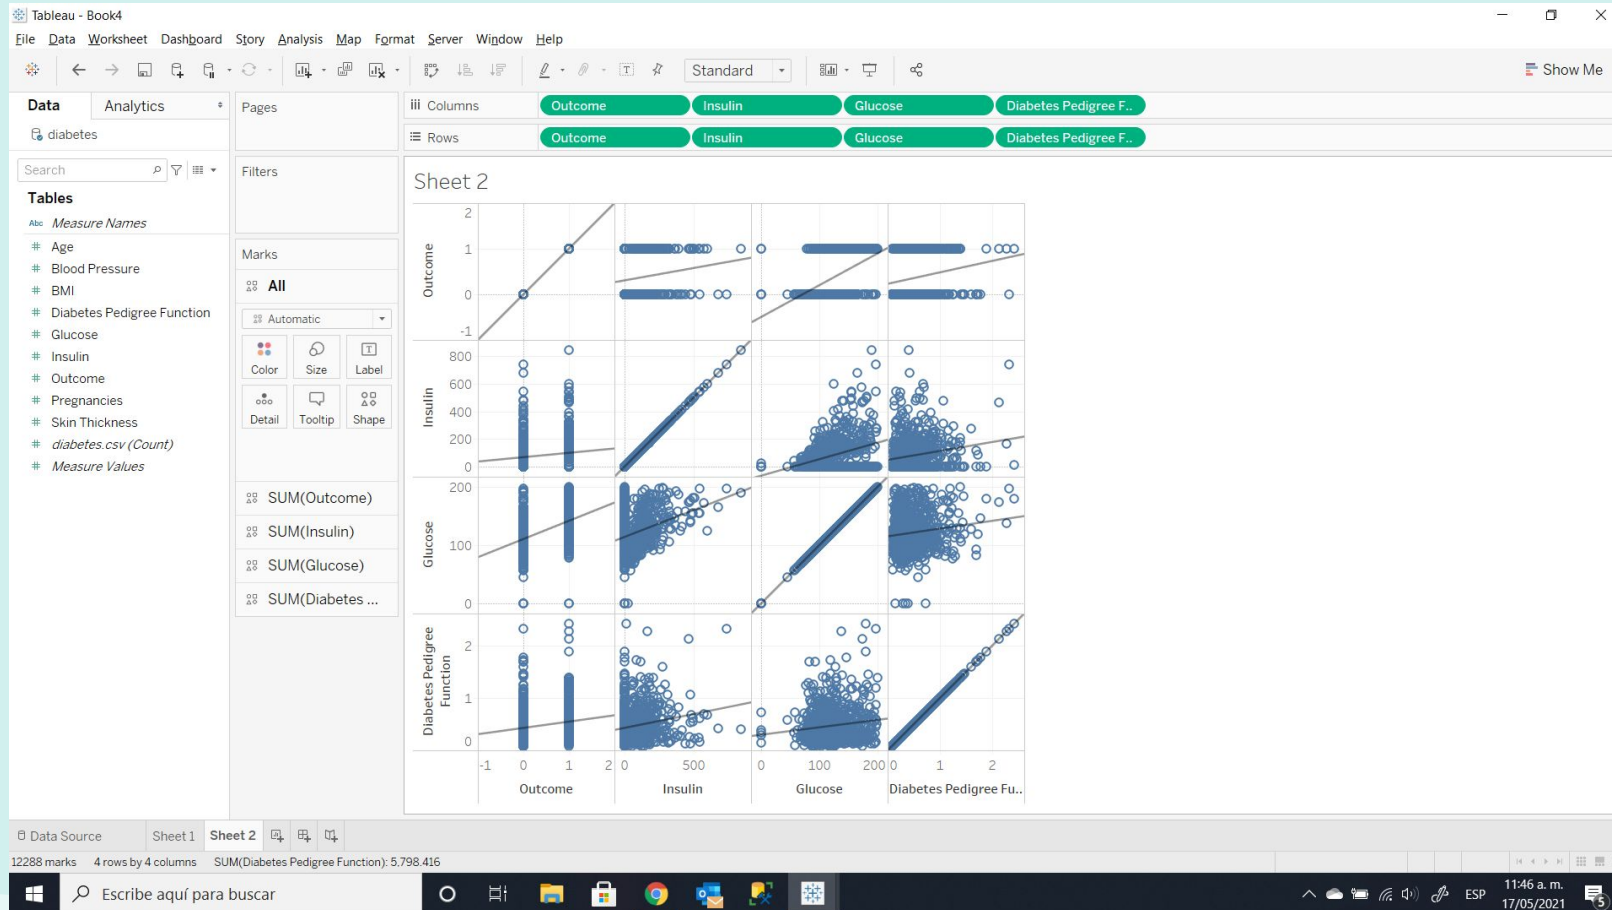 Tableau - Book4
File Data Worksheet Dashboard Story Analysis Map Format Server Window Help
Standard
Show Me
Data Analytics
Pages
iii Columns Outcome Insulin Glucose Diabetes Pedigree F..
diabetes
Rows Outcome Insulin Glucose Diabetes Pedigree F..
Search
Filters
Tables
Abc Measure Names
# Age
# Blood Pressure
# BMI
# Diabetes Pedigree Function
# Glucose
# Insulin
# Outcome
# Pregnancies
# Skin Thickness
# diabetes.csv (Count)
# Measure Values
Marks
All
Automatic
Color Size Label
Detail Tooltip Shape
SUM(Outcome)
SUM(Insulin)
SUM(Glucose)
SUM(Diabetes ...
Sheet 2
Outcome
2
1
0
-1
Insulin
800
600
400
200
0
Glucose
200
100
0
Diabetes Pedigree
Function
2
1
0
-1 0 1 2 0 500 0 100 200 0 1 2
Outcome Insulin Glucose Diabetes Pedigree Fu..
Data Source Sheet 1 Sheet 2
12288 marks 4 rows by 4 columns SUM(Diabetes Pedigree Function): 5,798.416
Escribe aquí para buscar
ESP
11:46 a. m.
17/05/2021
5